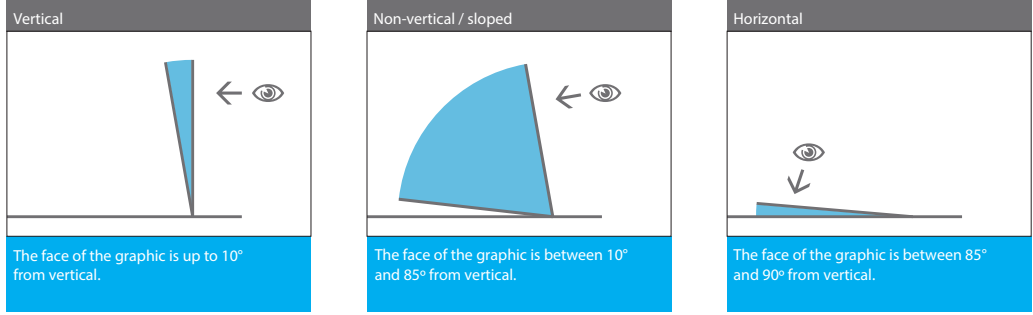 Vertical
The face of the graphic is up to 10°
from vertical.
Non-vertical / sloped
The face of the graphic is between 10°
and 85º from vertical.
Horizontal
The face of the graphic is between 85°
and 90º from vertical.